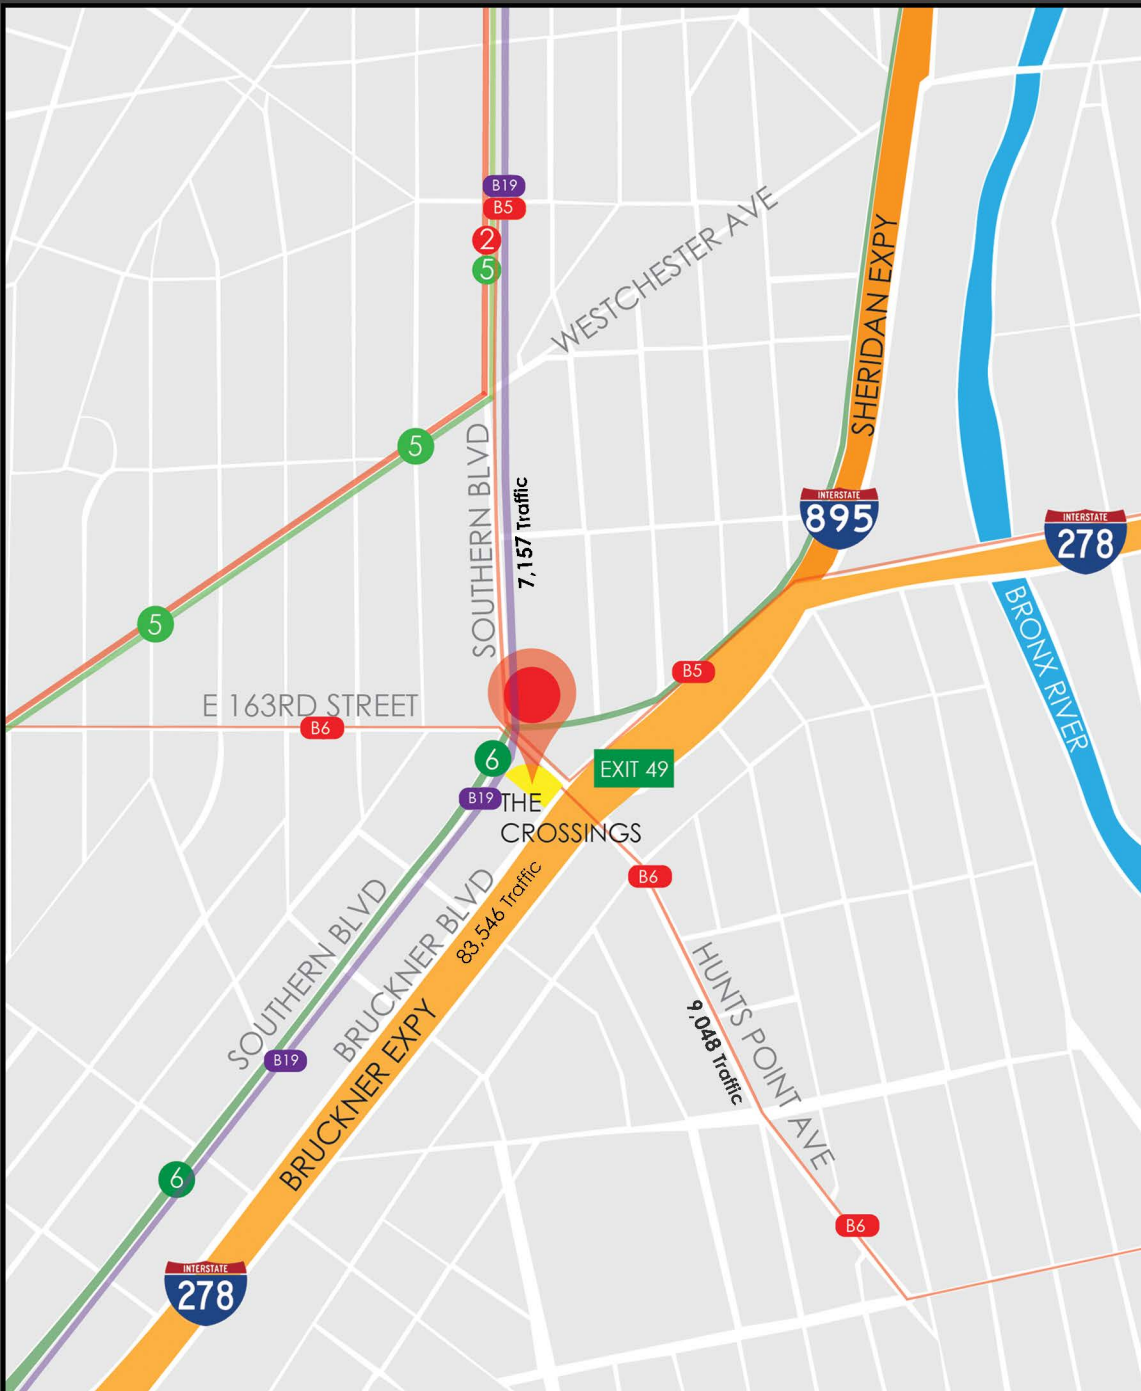 B19
B5
2
5
WESTCHESTER AVE
SHERIDAN EXPY
5
SOUTHERN BLVD
7,157 Traffic
INTERSTATE
895
INTERSTATE
278
5
BRONX RIVER
B5
E 163RD STREET
B6
6
EXIT 49
B19
THE
CROSSINGS
B6
83,546 Traffic
SOUTHERN BLVD
BRUCKNER BLVD
HUNTS POINT AVE
9,048 Traffic
B19
BRUCKNER EXPY
6
B6
INTERSTATE
278